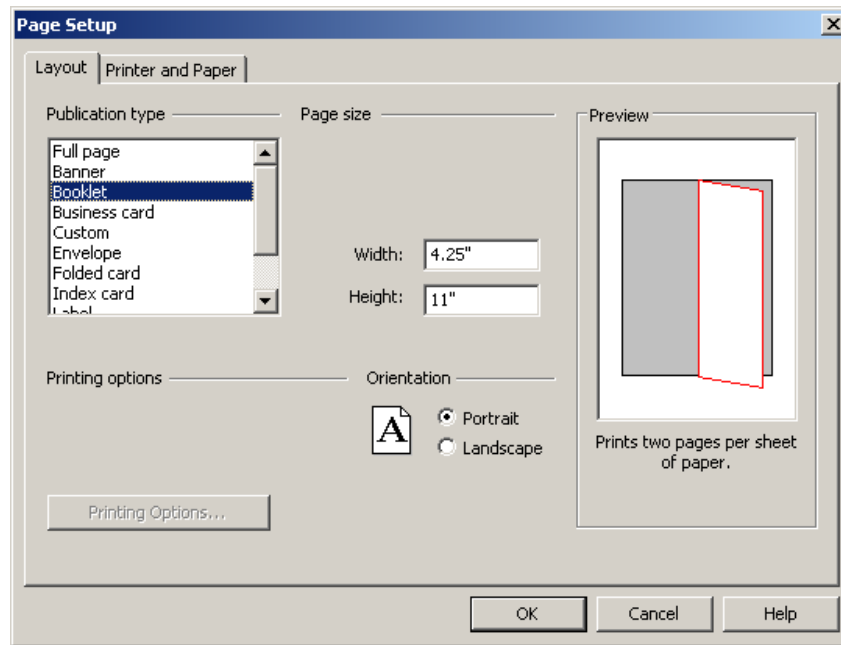 Page Setup
Layout
Printer and Paper
Publication type
Full page
Banner
Booklet
Business card
Custom
Envelope
Folded card
Index card
Label
Page size
Width: 4.25"
Height: 11"
Printing options
Printing Options...
Orientation
A
Portrait
Landscape
Preview
Prints two pages per sheet
of paper.
OK
Cancel
Help